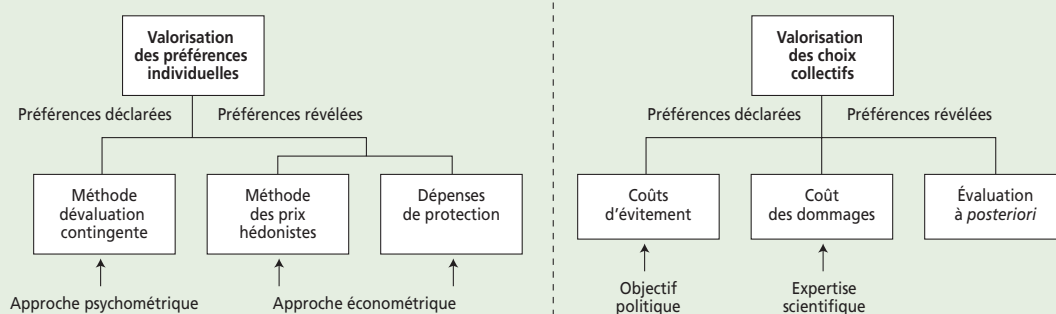 Valorisation
des préférences
individuelles
Préférences déclarées
Préférences révélées
Méthode
dévaluation
contingente
Méthode
des prix
hédonistes
Dépenses
de protection
Approche psychométrique
Approche économétrique
Valorisation
des choix
collectifs
Préférences déclarées
Préférences révélées
Coûts
d'évitement
Coût
des dommages
Évaluation
à posteriori
Objectif
politique
Expertise
scientifique